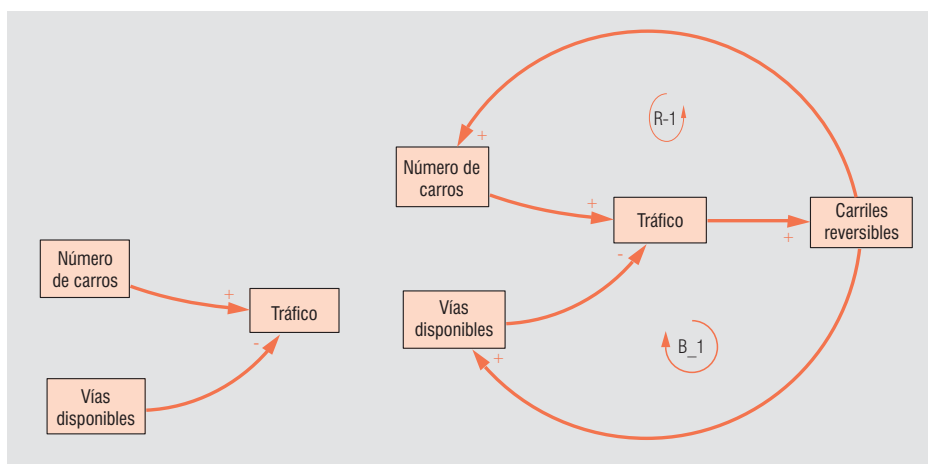 Número
de carros
+
Tráfico
-
Vías
disponibles
R-1
+
Número de
carros
+
Tráfico
+
Carriles
reversibles
-
Vías
disponibles
+
B_1